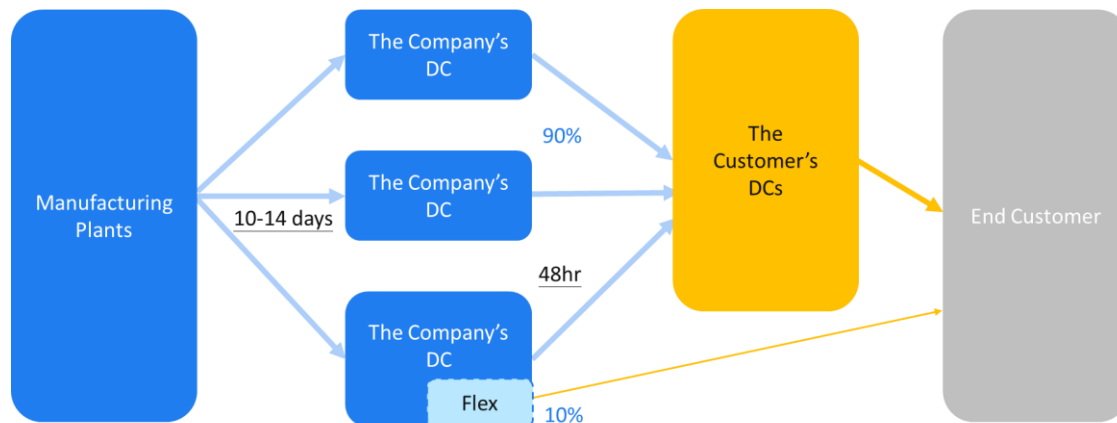 Manufacturing
Plants
10-14 days
The Company’s
DC
The Company’s
DC
The Company’s
DC
Flex
90%
48hr
10%
The
Customer’s
DCs
End Customer